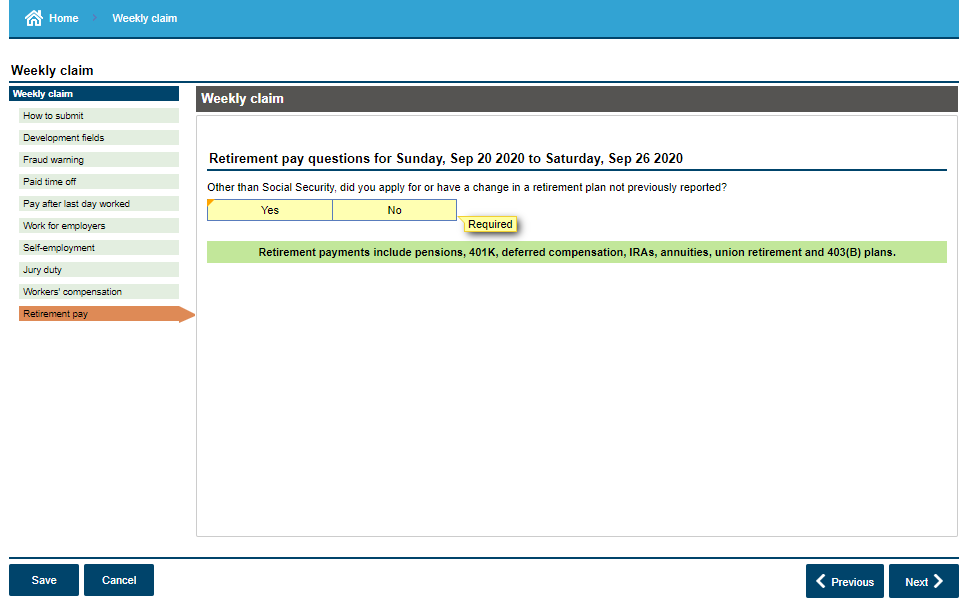 Home
Weekly claim
Weekly claim
Weekly claim
How to submit
Development fields
Fraud warning
Paid time off
Pay after last day worked
Work for employers
Self-employment
Jury duty
Workers' compensation
Retirement pay
Weekly claim
Retirement pay questions for Sunday, Sep 20 2020 to Saturday, Sep 26 2020
Other than Social Security, did you apply for or have a change in a retirement plan not previously reported?
Yes No
Required
Retirement payments include pensions, 401K, deferred compensation, IRAs, annuities, union retirement and 403(B) plans.
Save Cancel Previous Next